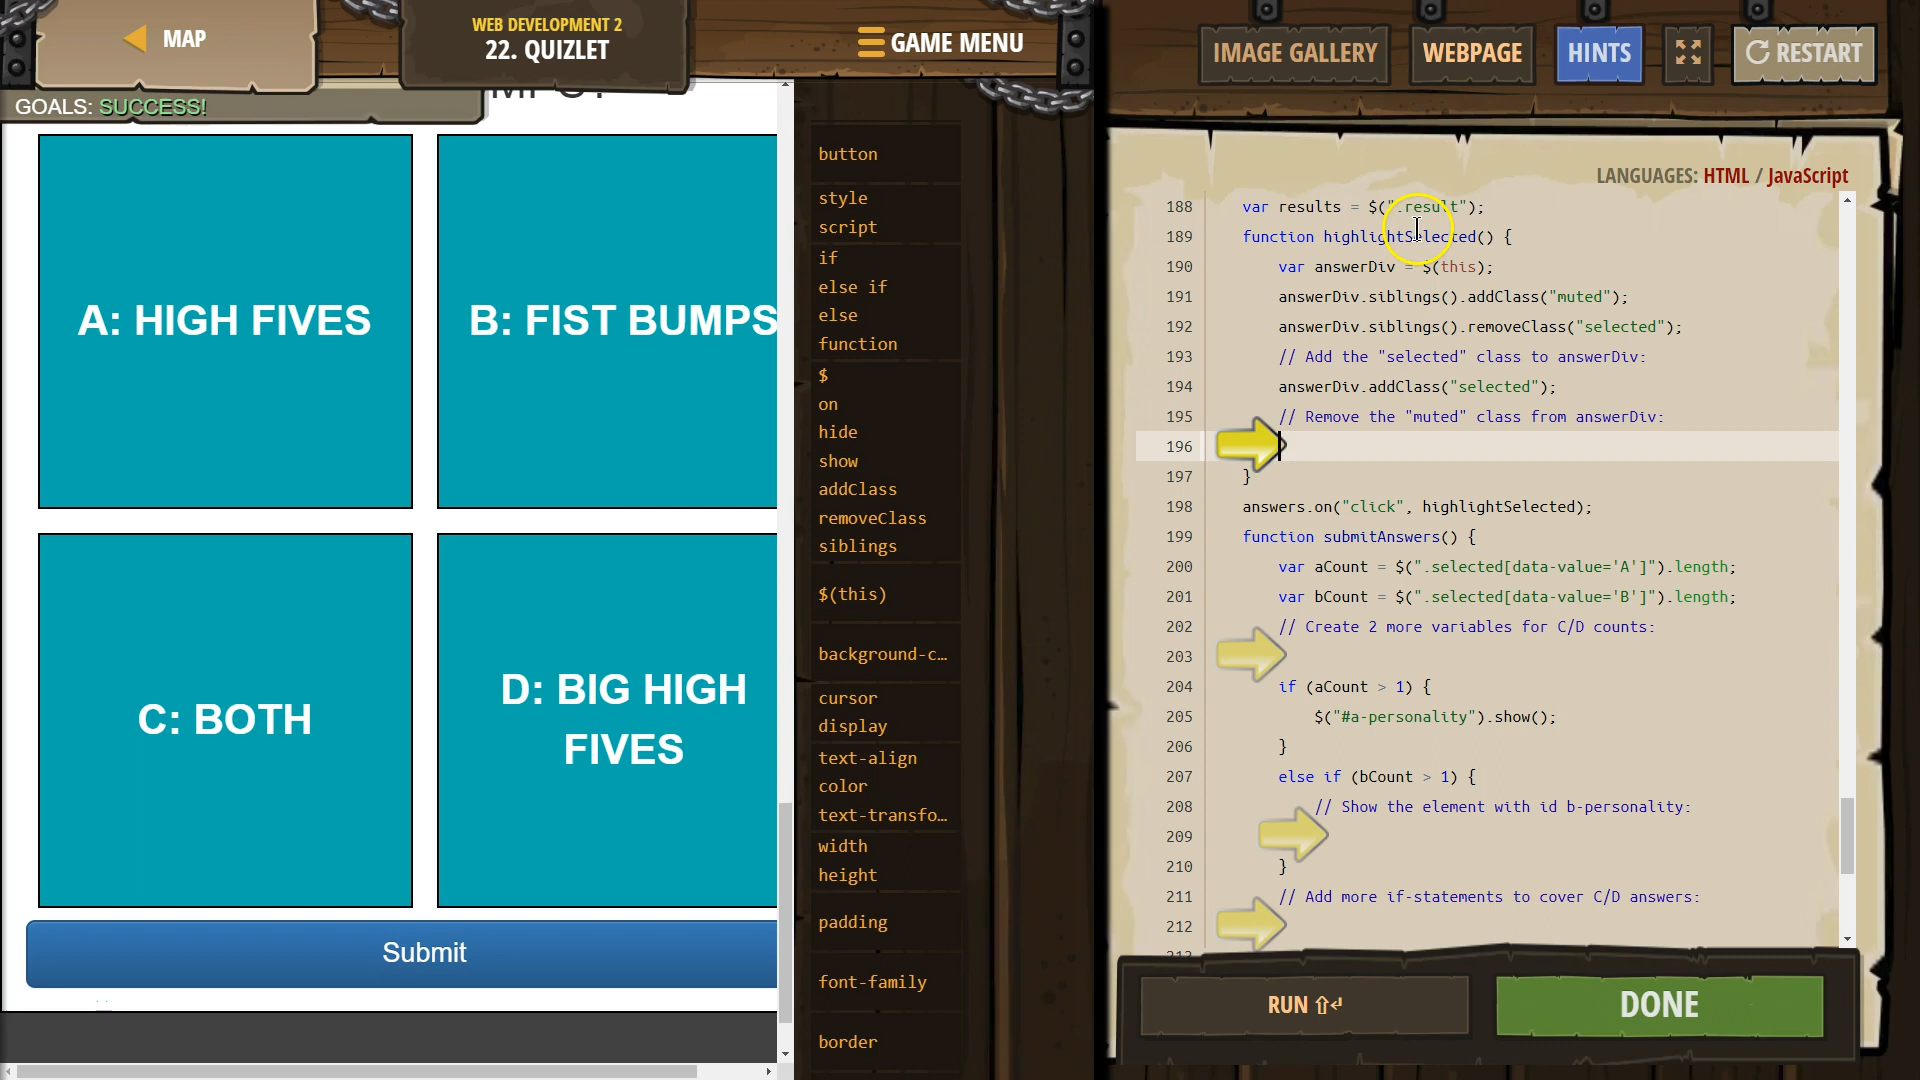 MAP
WEB DEVELOPMENT 2
22. QUIZLET
GAME MENU
IMAGE GALLERY
WEBPAGE
HINTS
RESTART
GOALS: SUCCESS!
A: HIGH FIVES
B: FIST BUMPS
C: BOTH
D: BIG HIGH
FIVES
Submit
button
style
script
if
else if
else
function
$
on
hide
show
addClass
removeClass
siblings
$(this)
background-c...
cursor
display
text-align
color
text-transfo...
width
height
padding
font-family
border
LANGUAGES: HTML / JavaScript
188 var results = $(".result");
189 function highlightSelected() {
190 var answerDiv = $(this);
191 answerDiv.siblings().addClass("muted");
192 answerDiv.siblings().removeClass("selected");
193 // Add the "selected" class to answerDiv:
194 answerDiv.addClass("selected");
195 // Remove the "muted" class from answerDiv:
196
197 }
198 answers.on("click", highlightSelected);
199 function submitAnswers() {
200 var aCount = $(".selected[data-value='A']").length;
201 var bCount = $(".selected[data-value='B']").length;
202 // Create 2 more variables for C/D counts:
203
204 if (aCount > 1) {
205 $("#a-personality").show();
206 }
207 else if (bCount > 1) {
208 // Show the element with id b-personality:
209
210 }
211 // Add more if-statements to cover C/D answers:
212
RUN ⇧↵
DONE